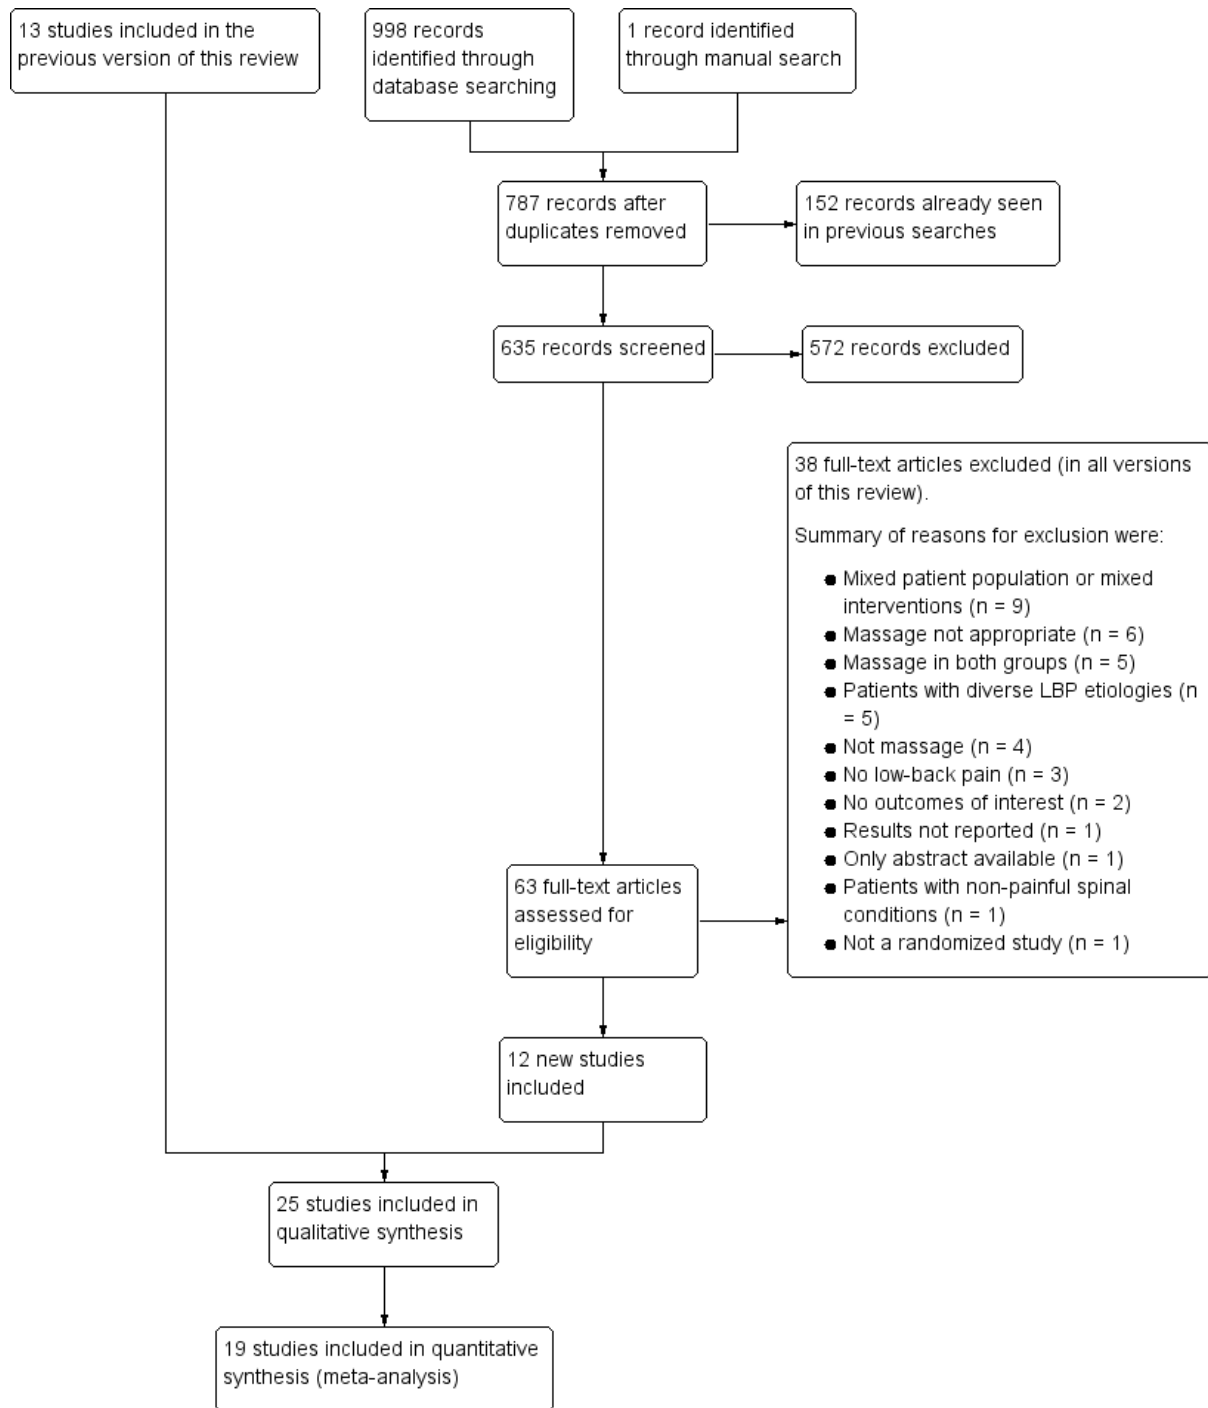 13 studies included in the
previous version of this review
998 records
identified through
database searching
1 record identified
through manual search
787 records after
duplicates removed
152 records already seen
in previous searches
635 records screened
572 records excluded
38 full-text articles excluded (in all versions
of this review).
Summary of reasons for exclusion were:
● Mixed patient population or mixed
interventions (n = 9)
● Massage not appropriate (n = 6)
● Massage in both groups (n = 5)
● Patients with diverse LBP etiologies (n
= 5)
● Not massage (n = 4)
● No low-back pain (n = 3)
● No outcomes of interest (n = 2)
● Results not reported (n = 1)
● Only abstract available (n = 1)
● Patients with non-painful spinal
conditions (n = 1)
● Not a randomized study (n = 1)
63 full-text articles
assessed for
eligibility
12 new studies
included
25 studies included in
qualitative synthesis
19 studies included in quantitative
synthesis (meta-analysis)